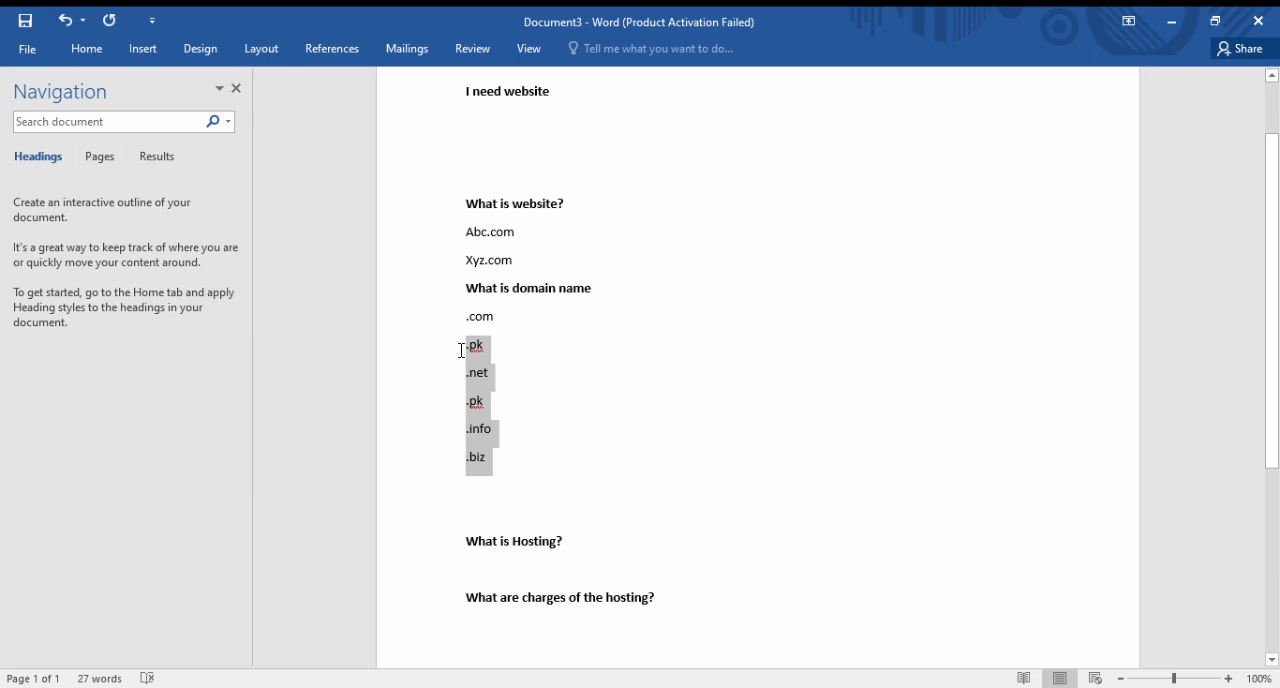 Document3 - Word (Product Activation Failed)
File Home Insert Design Layout References Mailings Review View Tell me what you want to do... Share
Navigation
Search document
Headings Pages Results
Create an interactive outline of your
document.
It's a great way to keep track of where you are
or quickly move your content around.
To get started, go to the Home tab and apply
Heading styles to the headings in your
document.
I need website
What is website?
Abc.com
Xyz.com
What is domain name
.com
.pk
.net
.pk
.info
.biz
What is Hosting?
What are charges of the hosting?
Page 1 of 1 27 words 100%